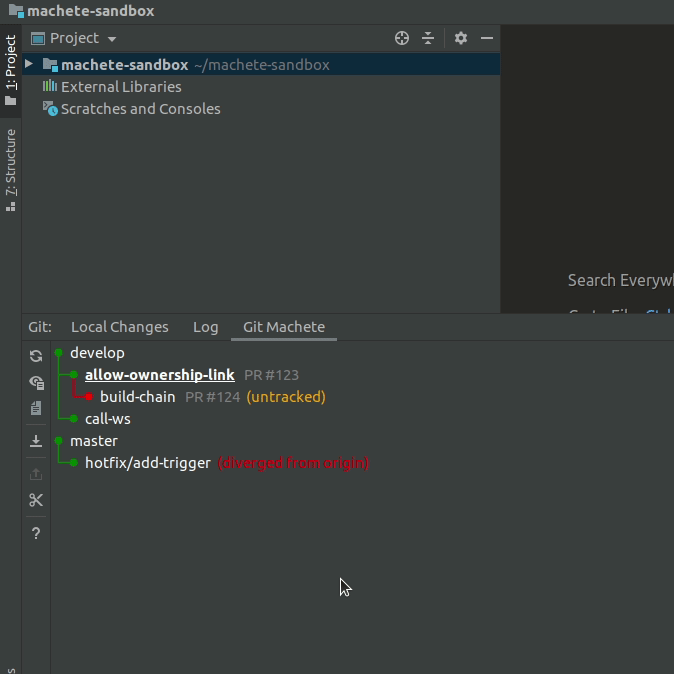 machete-sandbox
1: Project
7: Structure
Project
machete-sandbox ~/machete-sandbox
External Libraries
Scratches and Consoles
Search Everyw
Git: Local Changes Log Git Machete
develop
allow-ownership-link PR #123
build-chain PR #124 (untracked)
call-ws
master
hotfix/add-trigger (diverged from origin)
?